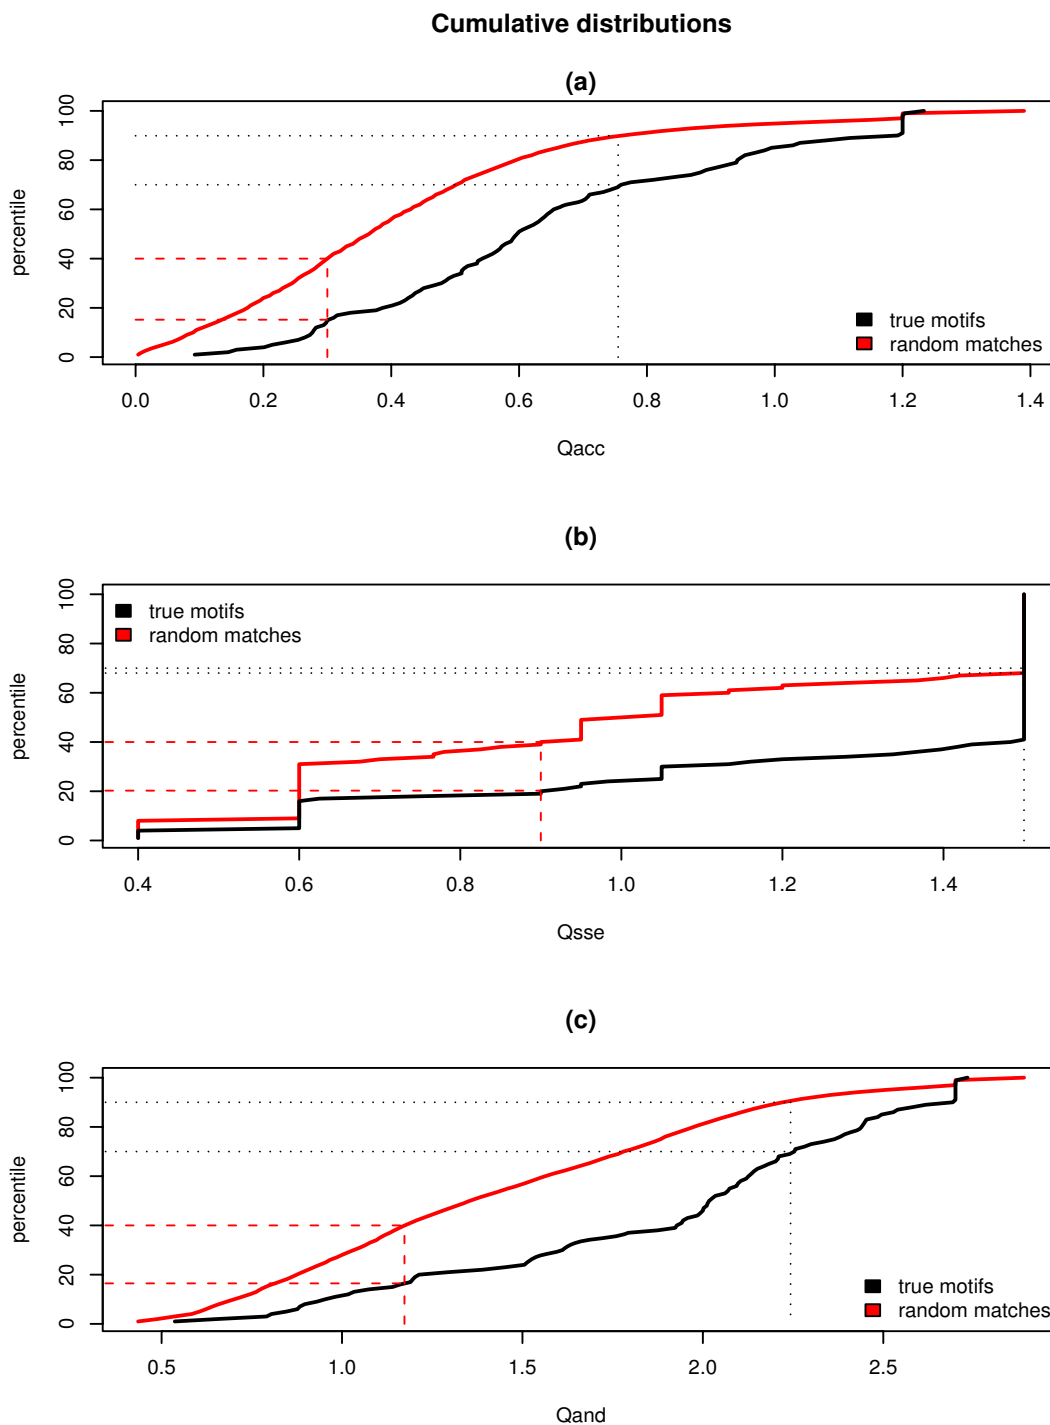 Cumulative distributions
(a)
percentile
100
80
60
40
20
0
true motifs
random matches
0.0 0.2 0.4 0.6 0.8 1.0 1.2 1.4
Qacc
(b)
percentile
100
80
60
40
20
0
true motifs
random matches
0.4 0.6 0.8 1.0 1.2 1.4
Qsse
(c)
percentile
100
80
60
40
20
0
true motifs
random matches
0.5 1.0 1.5 2.0 2.5
Qand